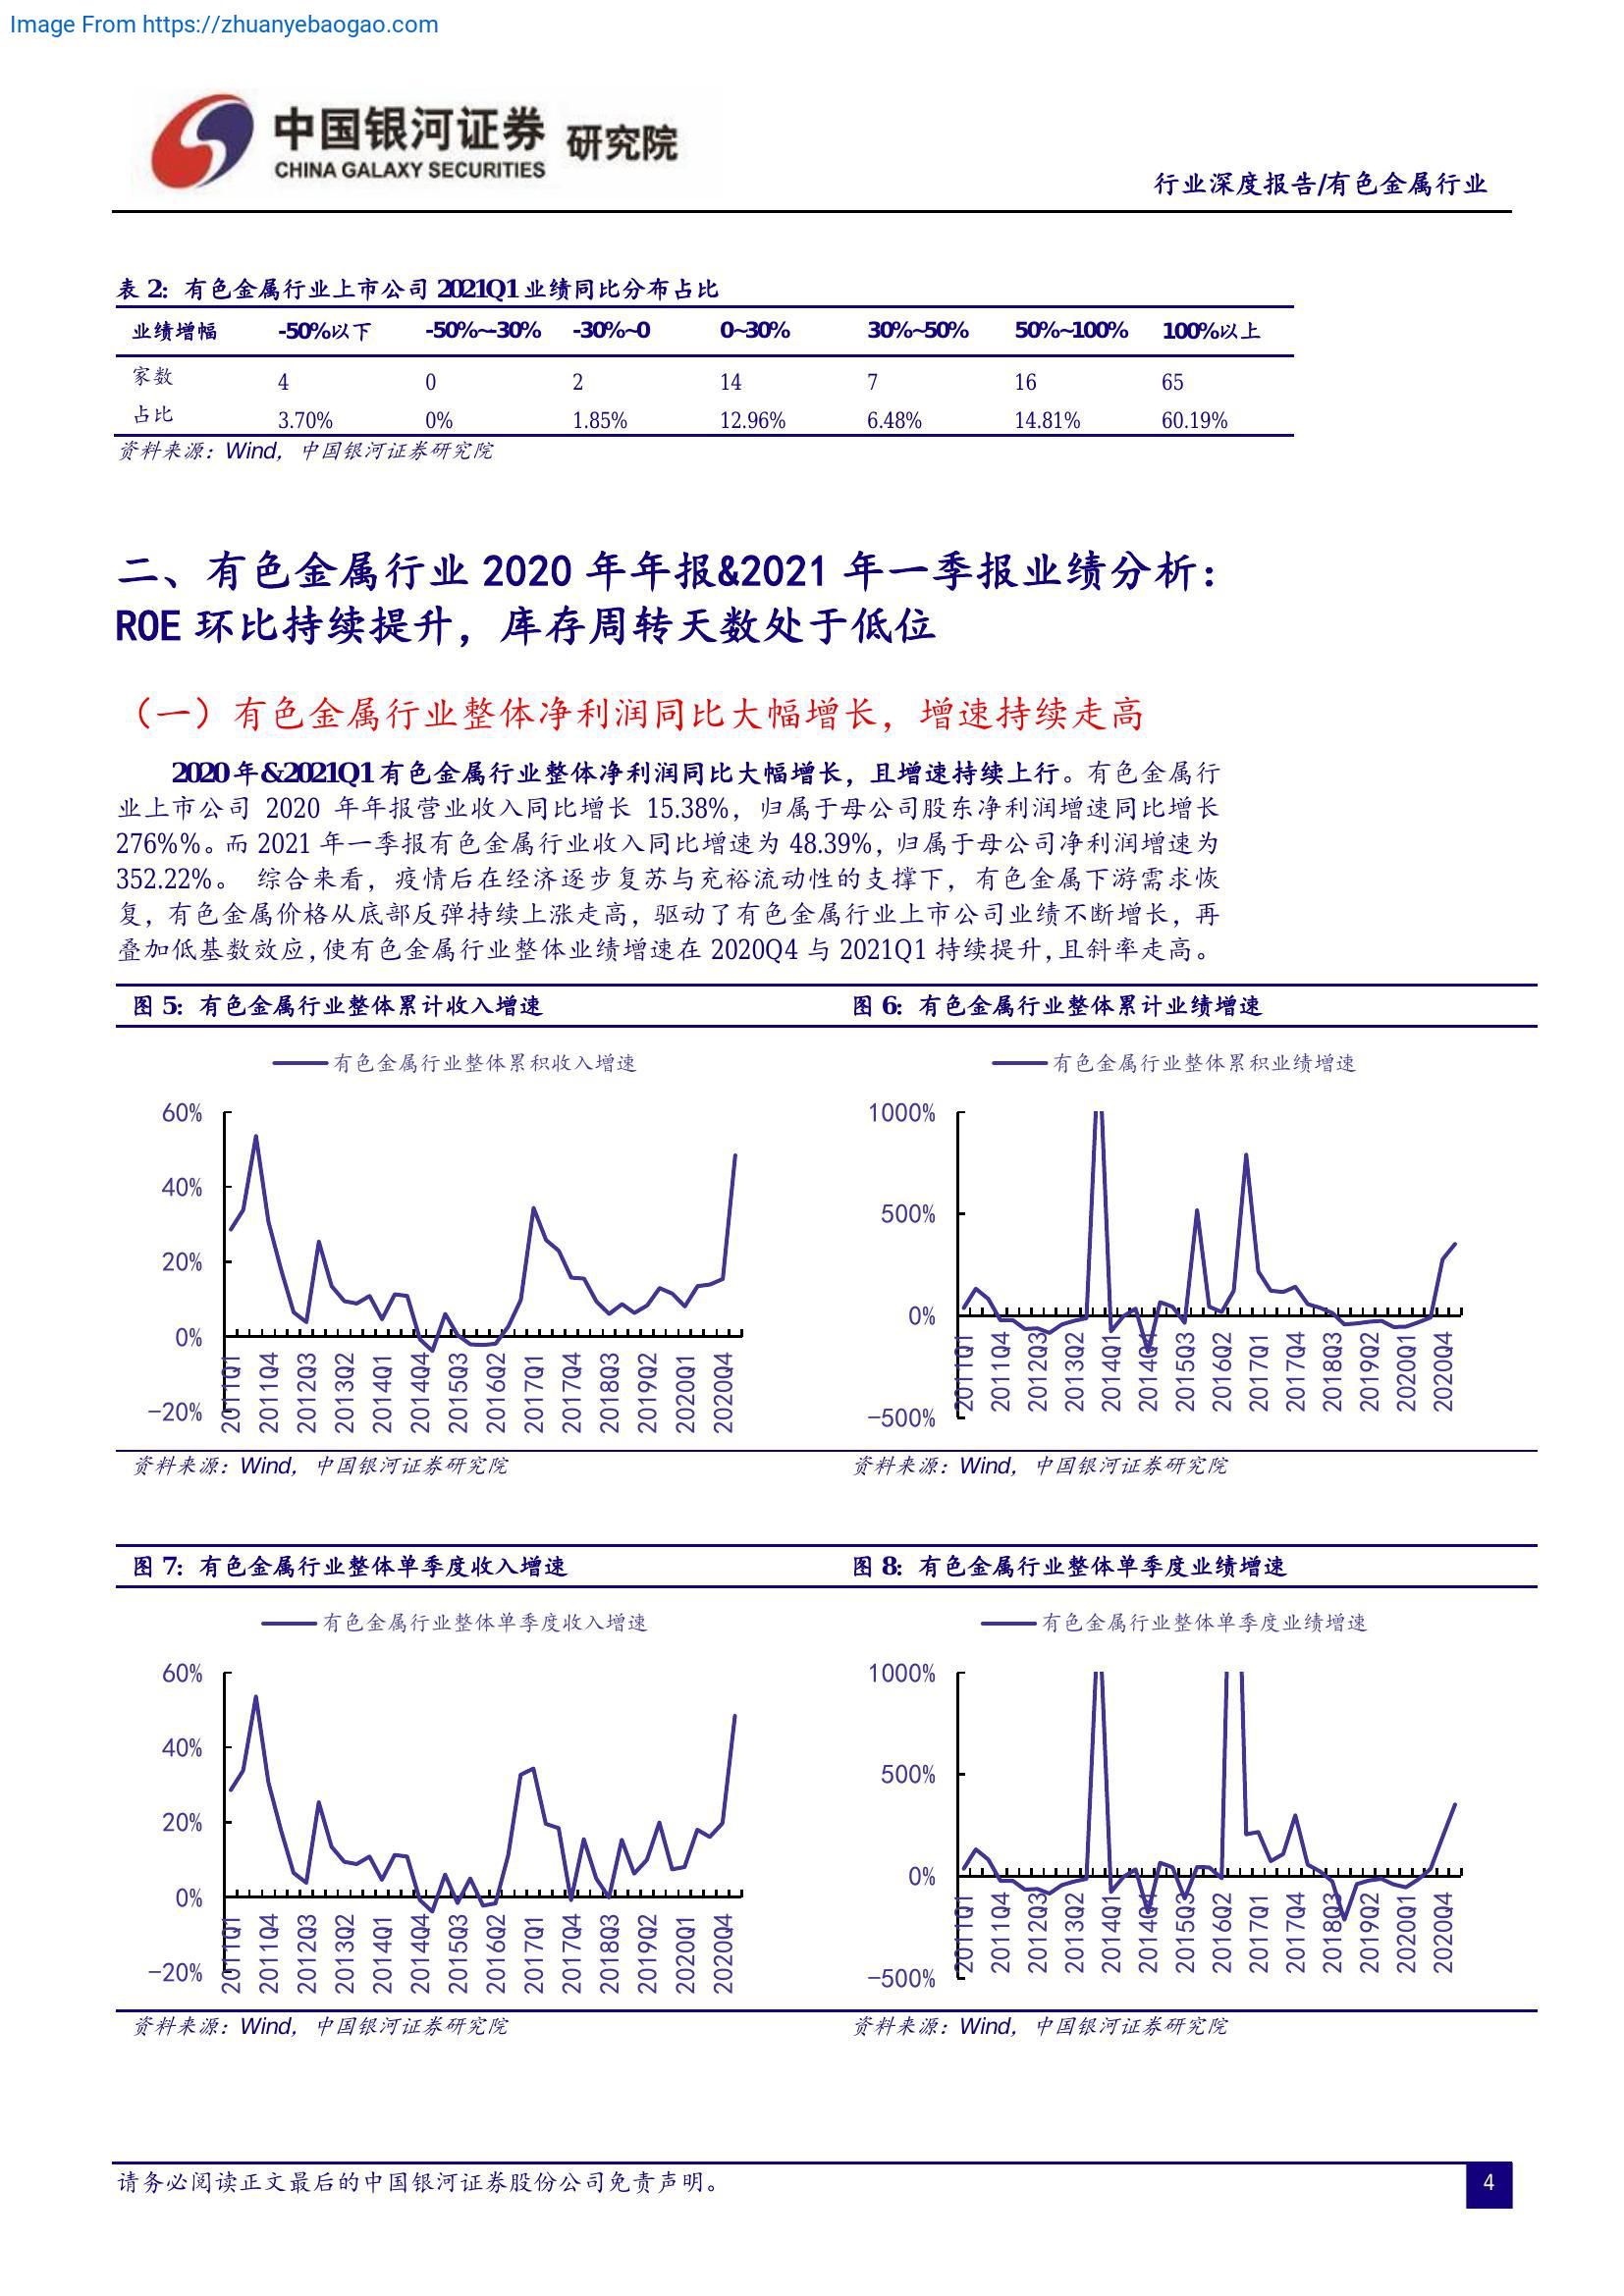 Image From https://zhuanyebaogao.com
中国银河证券 研究院
CHINA GALAXY SECURITIES
行业深度报告/有色金属行业
表 2: 有色金属行业上市公司 2021Q1 业绩同比分布占比
业绩增幅 -50%以下 -50%~-30% -30%~0 0~30% 30%~50% 50%~100% 100%以上
家数 4 0 2 14 7 16 65
占比 3.70% 0% 1.85% 12.96% 6.48% 14.81% 60.19%
资料来源: Wind, 中国银河证券研究院
二、有色金属行业 2020 年年报&2021 年一季报业绩分析:
ROE 环比持续提升，库存周转天数处于低位
（一）有色金属行业整体净利润同比大幅增长，增速持续走高
2020 年&2021Q1 有色金属行业整体净利润同比大幅增长，且增速持续上行。有色金属行
业上市公司 2020 年年报营业收入同比增长 15.38%，归属于母公司股东净利润增速同比增长
276%%。而 2021 年一季报有色金属行业收入同比增速为 48.39%，归属于母公司净利润增速为
352.22%。 综合来看，疫情后在经济逐步复苏与充裕流动性的支撑下，有色金属下游需求恢
复，有色金属价格从底部反弹持续上涨走高，驱动了有色金属行业上市公司业绩不断增长，再
叠加低基数效应，使有色金属行业整体业绩增速在 2020Q4 与 2021Q1 持续提升，且斜率走高。
图 5: 有色金属行业整体累计收入增速
有色金属行业整体累积收入增速
60%
40%
20%
0%
-20%
2011Q1 2011Q4 2012Q3 2013Q2 2014Q1 2014Q4 2015Q3 2016Q2 2017Q1 2017Q4 2018Q3 2019Q2 2020Q1 2020Q4
资料来源: Wind, 中国银河证券研究院
图 6: 有色金属行业整体累计业绩增速
有色金属行业整体累积业绩增速
1000%
500%
0%
-500%
2011Q1 2011Q4 2012Q3 2013Q2 2014Q1 2014Q4 2015Q3 2016Q2 2017Q1 2017Q4 2018Q3 2019Q2 2020Q1 2020Q4
资料来源: Wind, 中国银河证券研究院
图 7: 有色金属行业整体单季度收入增速
有色金属行业整体单季度收入增速
60%
40%
20%
0%
-20%
2011Q1 2011Q4 2012Q3 2013Q2 2014Q1 2014Q4 2015Q3 2016Q2 2017Q1 2017Q4 2018Q3 2019Q2 2020Q1 2020Q4
资料来源: Wind, 中国银河证券研究院
图 8: 有色金属行业整体单季度业绩增速
有色金属行业整体单季度业绩增速
1000%
500%
0%
-500%
2011Q1 2011Q4 2012Q3 2013Q2 2014Q1 2014Q4 2015Q3 2016Q2 2017Q1 2017Q4 2018Q3 2019Q2 2020Q1 2020Q4
资料来源: Wind, 中国银河证券研究院
请务必阅读正文最后的中国银河证券股份公司免责声明。
4